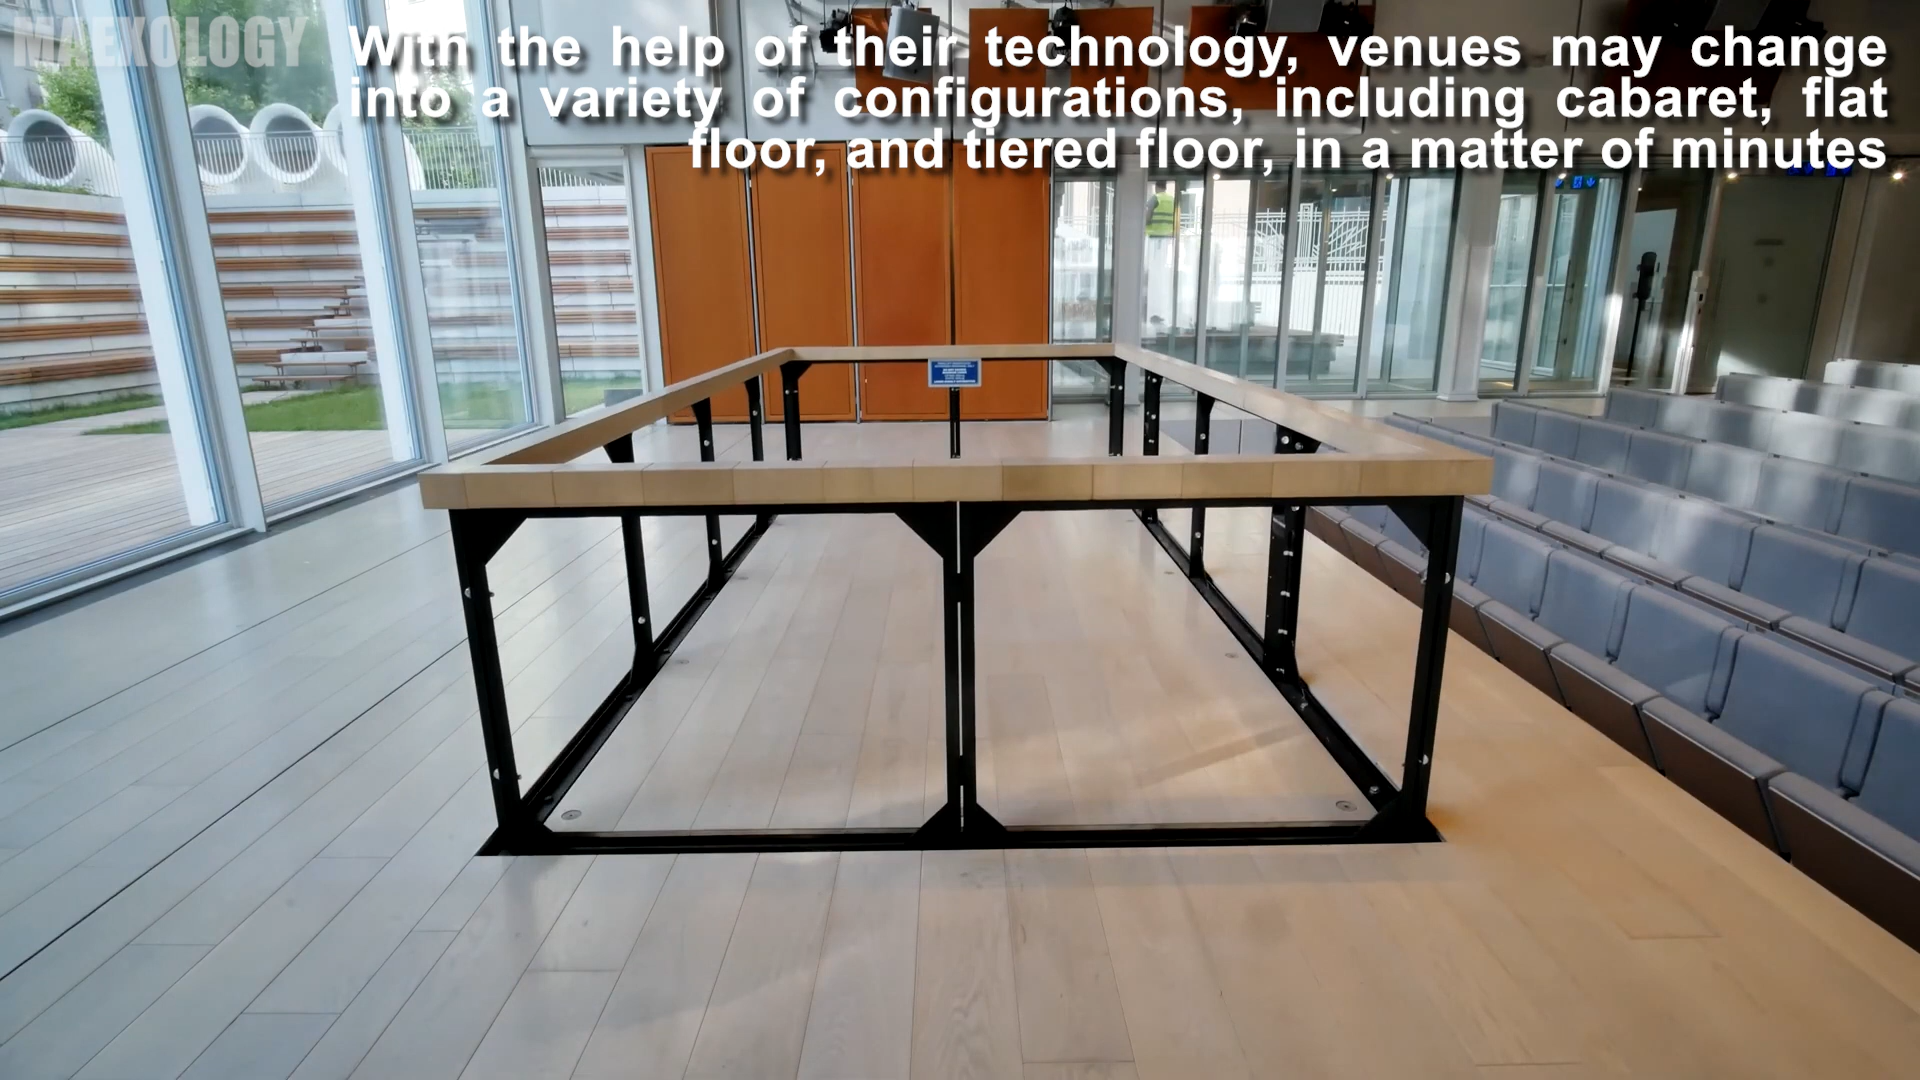 MAEXOLOGY
With the help of their technology, venues may change
into a variety of configurations, including cabaret, flat
floor, and tiered floor, in a matter of minutes